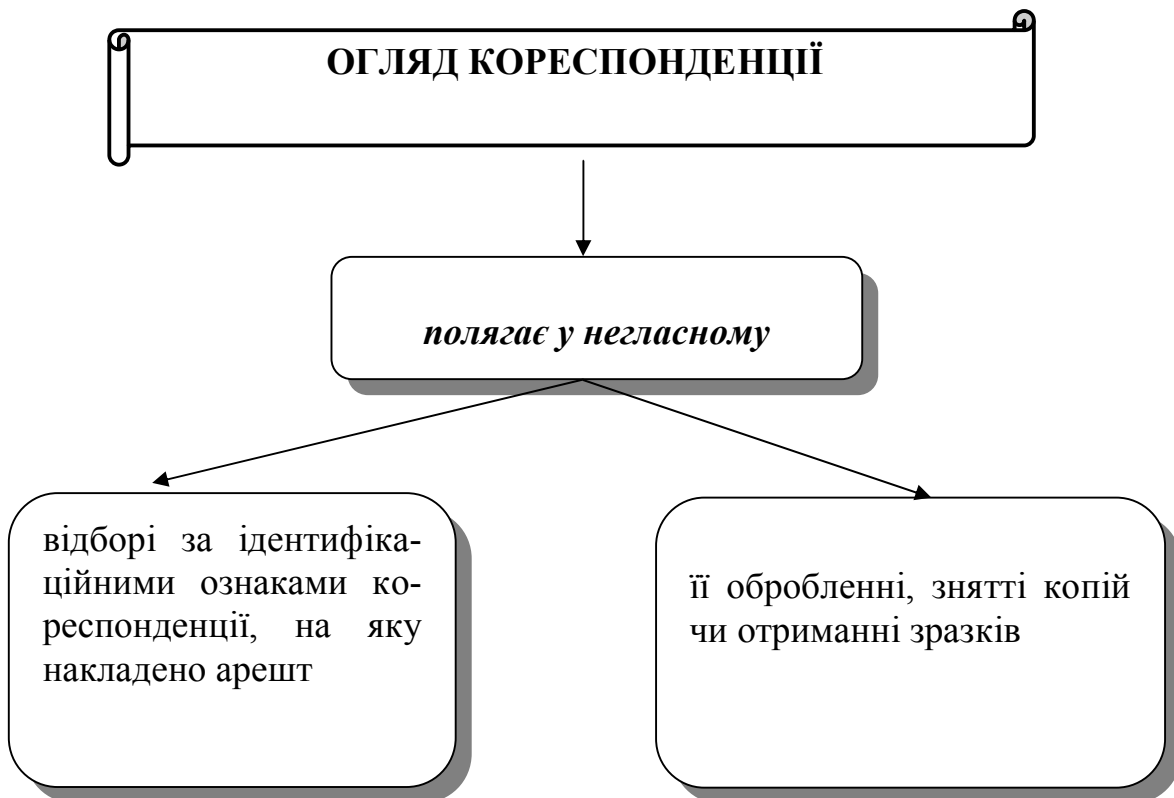 ОГЛЯД КОРЕСПОНДЕНЦІЇ
полягає у негласному
відборі за ідентифіка-
ційними ознаками ко-
респонденції, на яку
накладено арешт
її обробленні, знятті копій
чи отриманні зразків